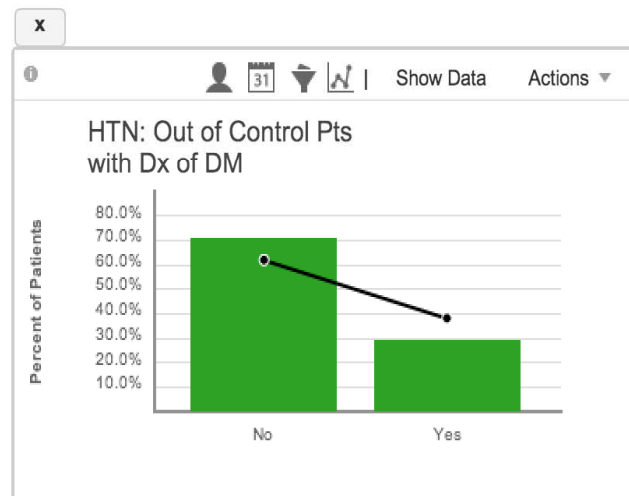 X
31
Show Data
Actions
HTN: Out of Control Pts
with Dx of DM
Percent of Patients
80.0%
70.0%
60.0%
50.0%
40.0%
30.0%
20.0%
10.0%
No
Yes